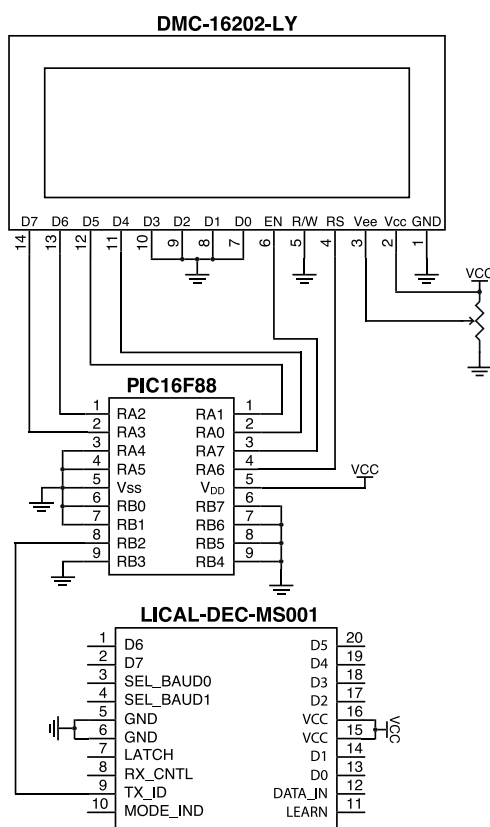 DMC-16202-LY
D7 D6 D5 D4 D3 D2 D1 D0 EN R/W RS Vee Vcc GND
14 13 12 11 10 9 8 7 6 5 4 3 2 1
VCC
PIC16F88
1 RA2 RA1 1
2 RA3 RA0 2
3 RA4 RA7 3
4 RA5 RA6 4
5 Vss VDD 5
VCC
6 RB0 RB7 6
7 RB1 RB6 7
8 RB2 RB5 8
9 RB3 RB4 9
LICAL-DEC-MS001
1 D6 D5 20
2 D7 D4 19
3 SEL_BAUD0 D3 18
4 SEL_BAUD1 D2 17
5 GND VCC 16
6 GND VCC 15
VCC
7 LATCH D1 14
8 RX_CNTL D0 13
9 TX_ID DATA_IN 12
10 MODE_IND LEARN 11